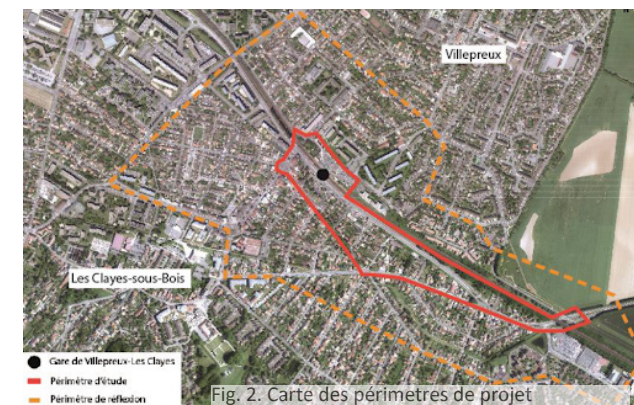 Villepreux
Les Clayes-sous-Bois
Gare de Villepreux-Les Clayes
Périmètre d'étude
Périmètre de réflexion
Fig. 2. Carte des périmetres de projet